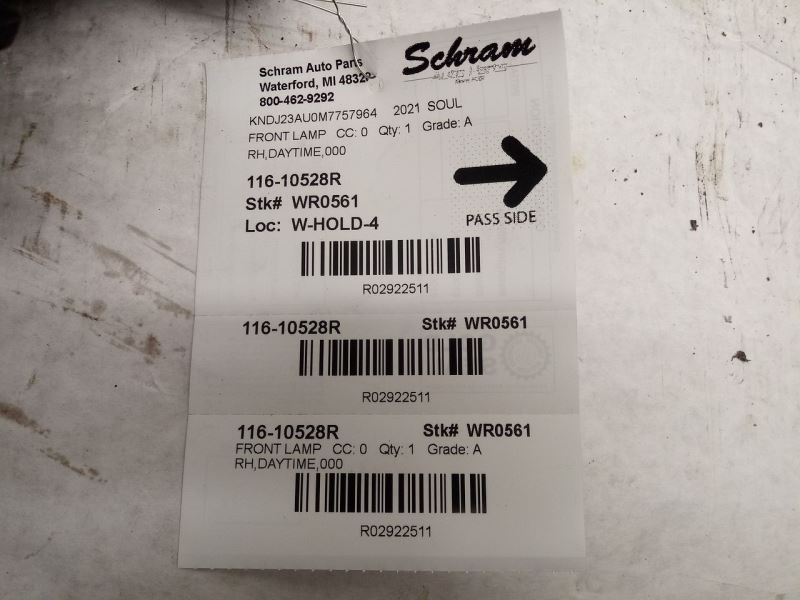 Schram Auto Parts
Waterford, MI 48328
800-462-9292
Schram
KNDJ23AU0M7757964 2021 SOUL
FRONT LAMP CC: 0 Qty: 1 Grade: A
RH,DAYTIME,000
116-10528R
Stk# WR0561
Loc: W-HOLD-4
PASS SIDE
R02922511
116-10528R Stk# WR0561
R02922511
116-10528R Stk# WR0561
FRONT LAMP CC: 0 Qty: 1 Grade: A
RH,DAYTIME,000
R02922511